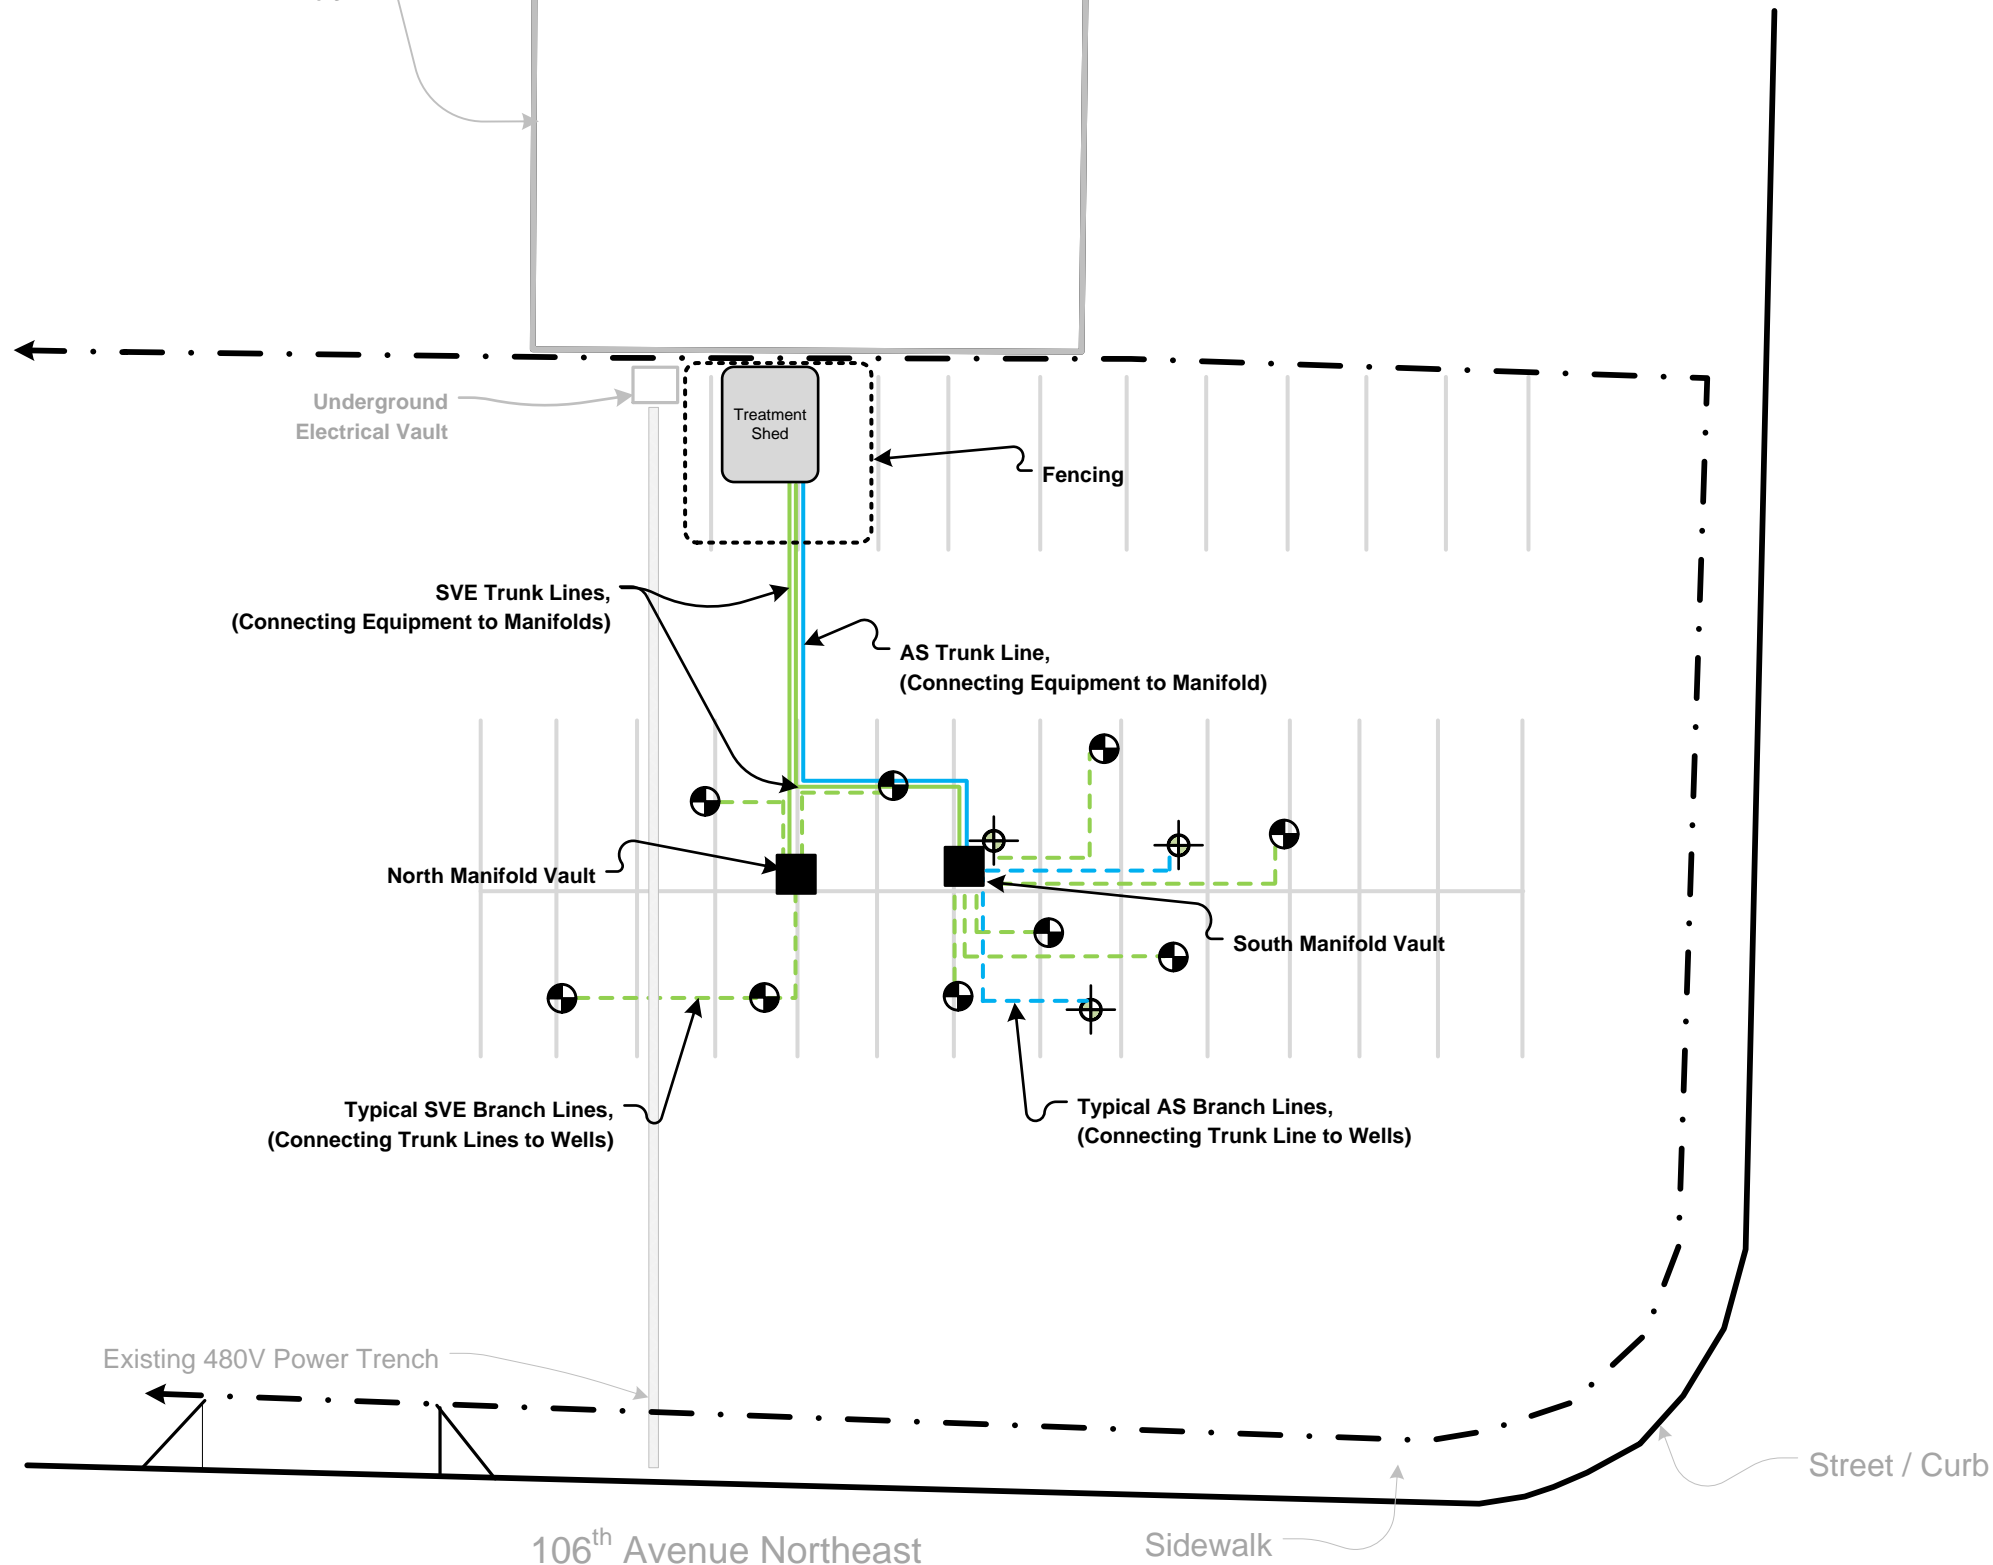 Underground
Electrical Vault
Treatment
Shed
Fencing
SVE Trunk Lines,
(Connecting Equipment to Manifolds)
AS Trunk Line,
(Connecting Equipment to Manifold)
North Manifold Vault
South Manifold Vault
Typical SVE Branch Lines,
(Connecting Trunk Lines to Wells)
Typical AS Branch Lines,
(Connecting Trunk Line to Wells)
Existing 480V Power Trench
Street / Curb
Sidewalk
106th Avenue Northeast